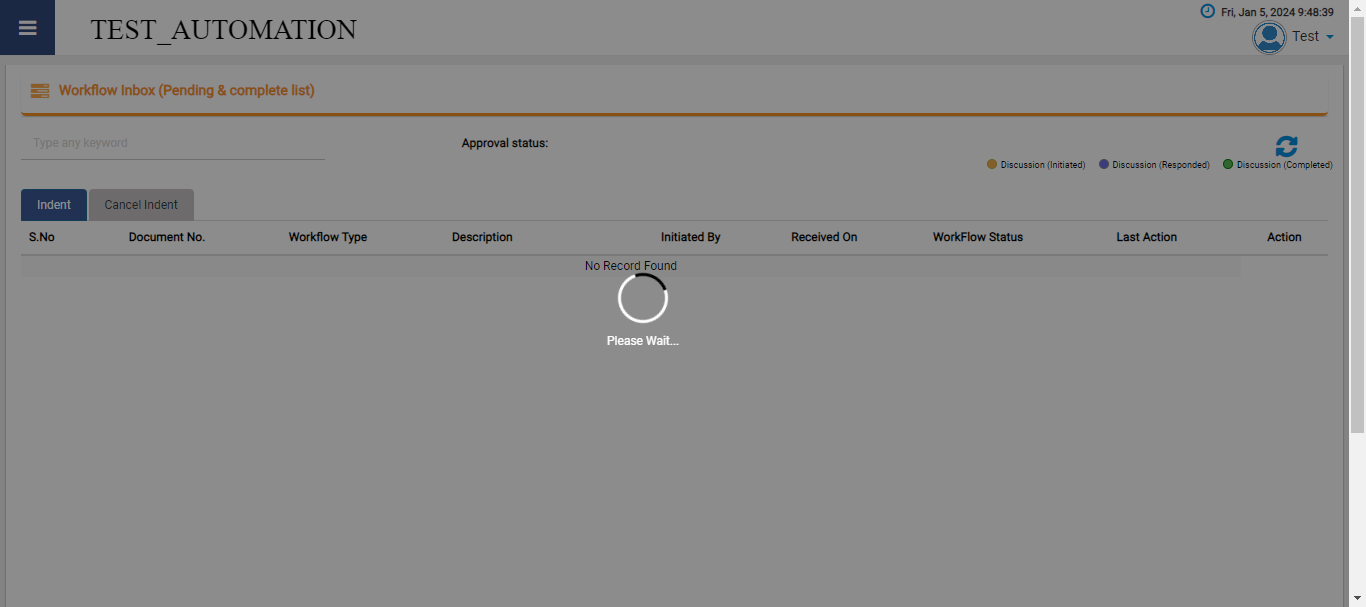 TEST_AUTOMATION
Fri, Jan 5, 2024 9:48:39
Test
Workflow Inbox (Pending & complete list)
Type any keyword
Approval status:
Discussion (Initiated) Discussion (Responded) Discussion (Completed)
Indent Cancel Indent
S.No Document No. Workflow Type Description Initiated By Received On WorkFlow Status Last Action Action
No Record Found
Please Wait...